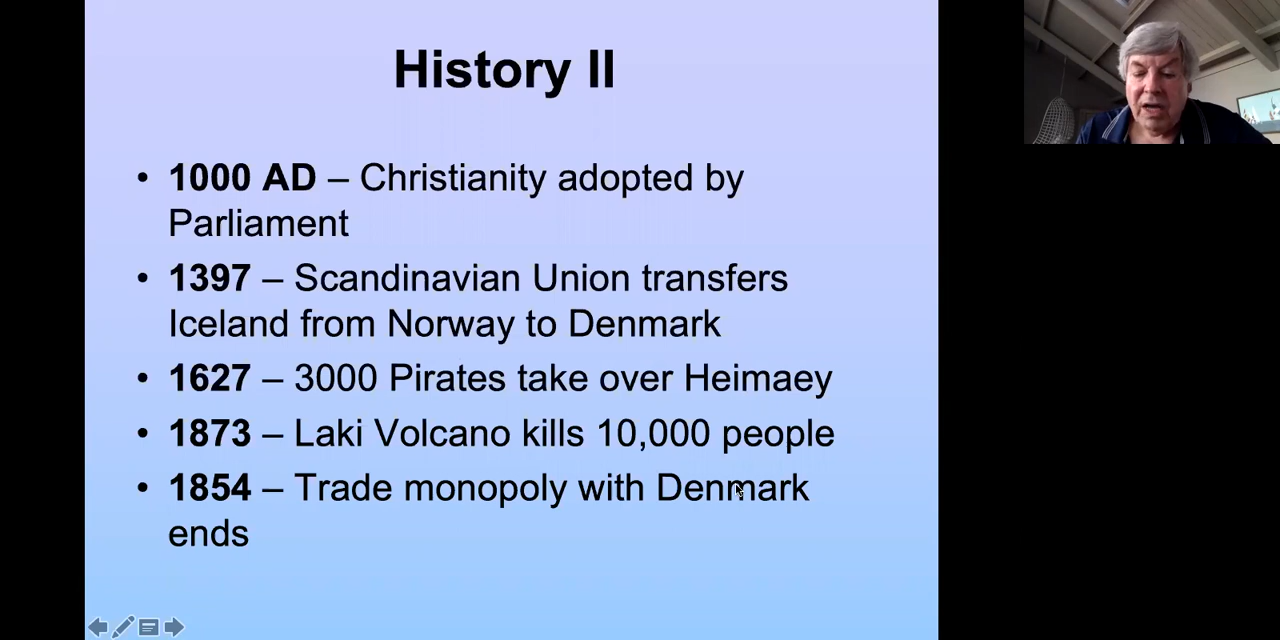 History II
• 1000 AD – Christianity adopted by
Parliament
• 1397 – Scandinavian Union transfers
Iceland from Norway to Denmark
• 1627 – 3000 Pirates take over Heimaey
• 1873 – Laki Volcano kills 10,000 people
• 1854 – Trade monopoly with Denmark
ends